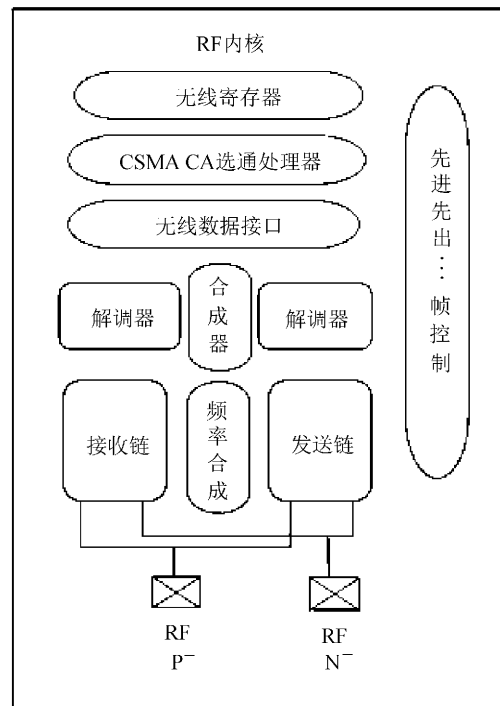 RF内核
无线寄存器
CSMA CA选通处理器
无线数据接口
先进先出…帧控制
解调器
合成器
解调器
接收链
频率合成
发送链
RF
P⁻
RF
N⁻